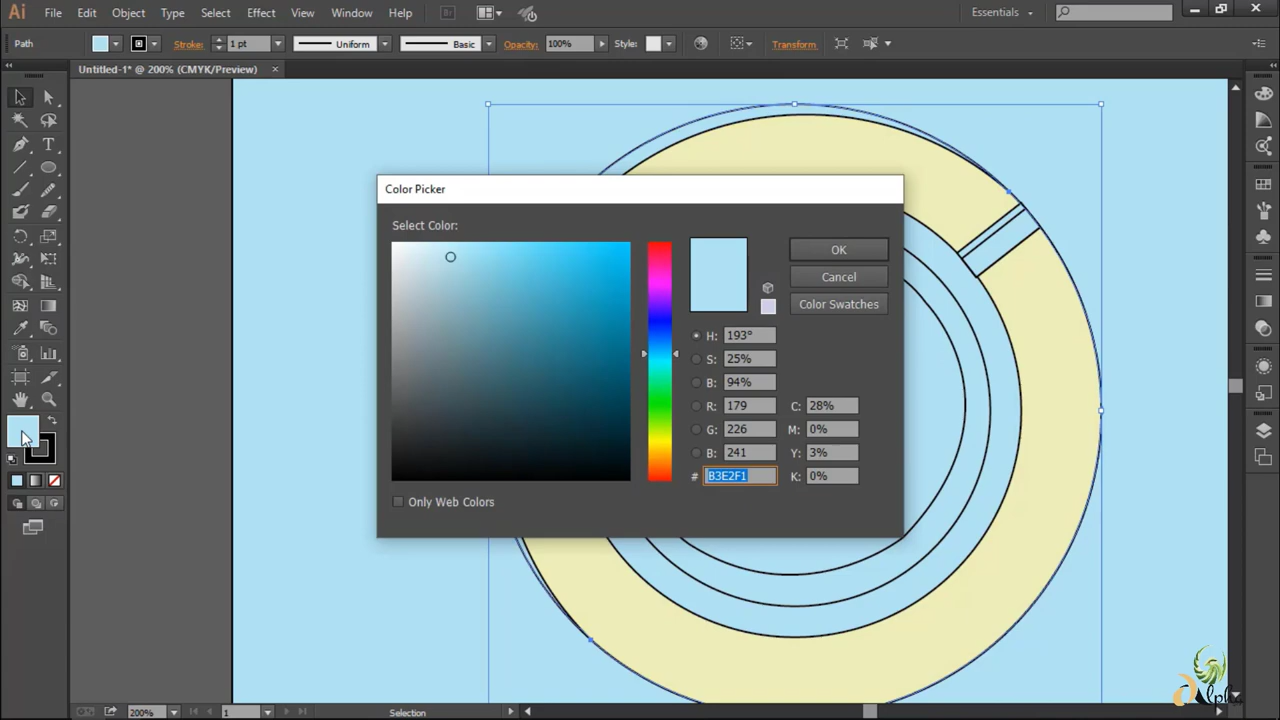 Ai File Edit Object Type Select Effect View Window Help Br Essentials
Path Stroke: 1 pt Uniform Basic Opacity: 100% Style: Transform
Untitled-1* @ 200% (CMYK/Preview) ×
Color Picker
Select Color:
OK
Cancel
Color Swatches
H: 193°
S: 25%
B: 94%
R: 179 C: 28%
G: 226 M: 0%
B: 241 Y: 3%
# B3E2F1 K: 0%
Only Web Colors
200% 1 Selection
alpha